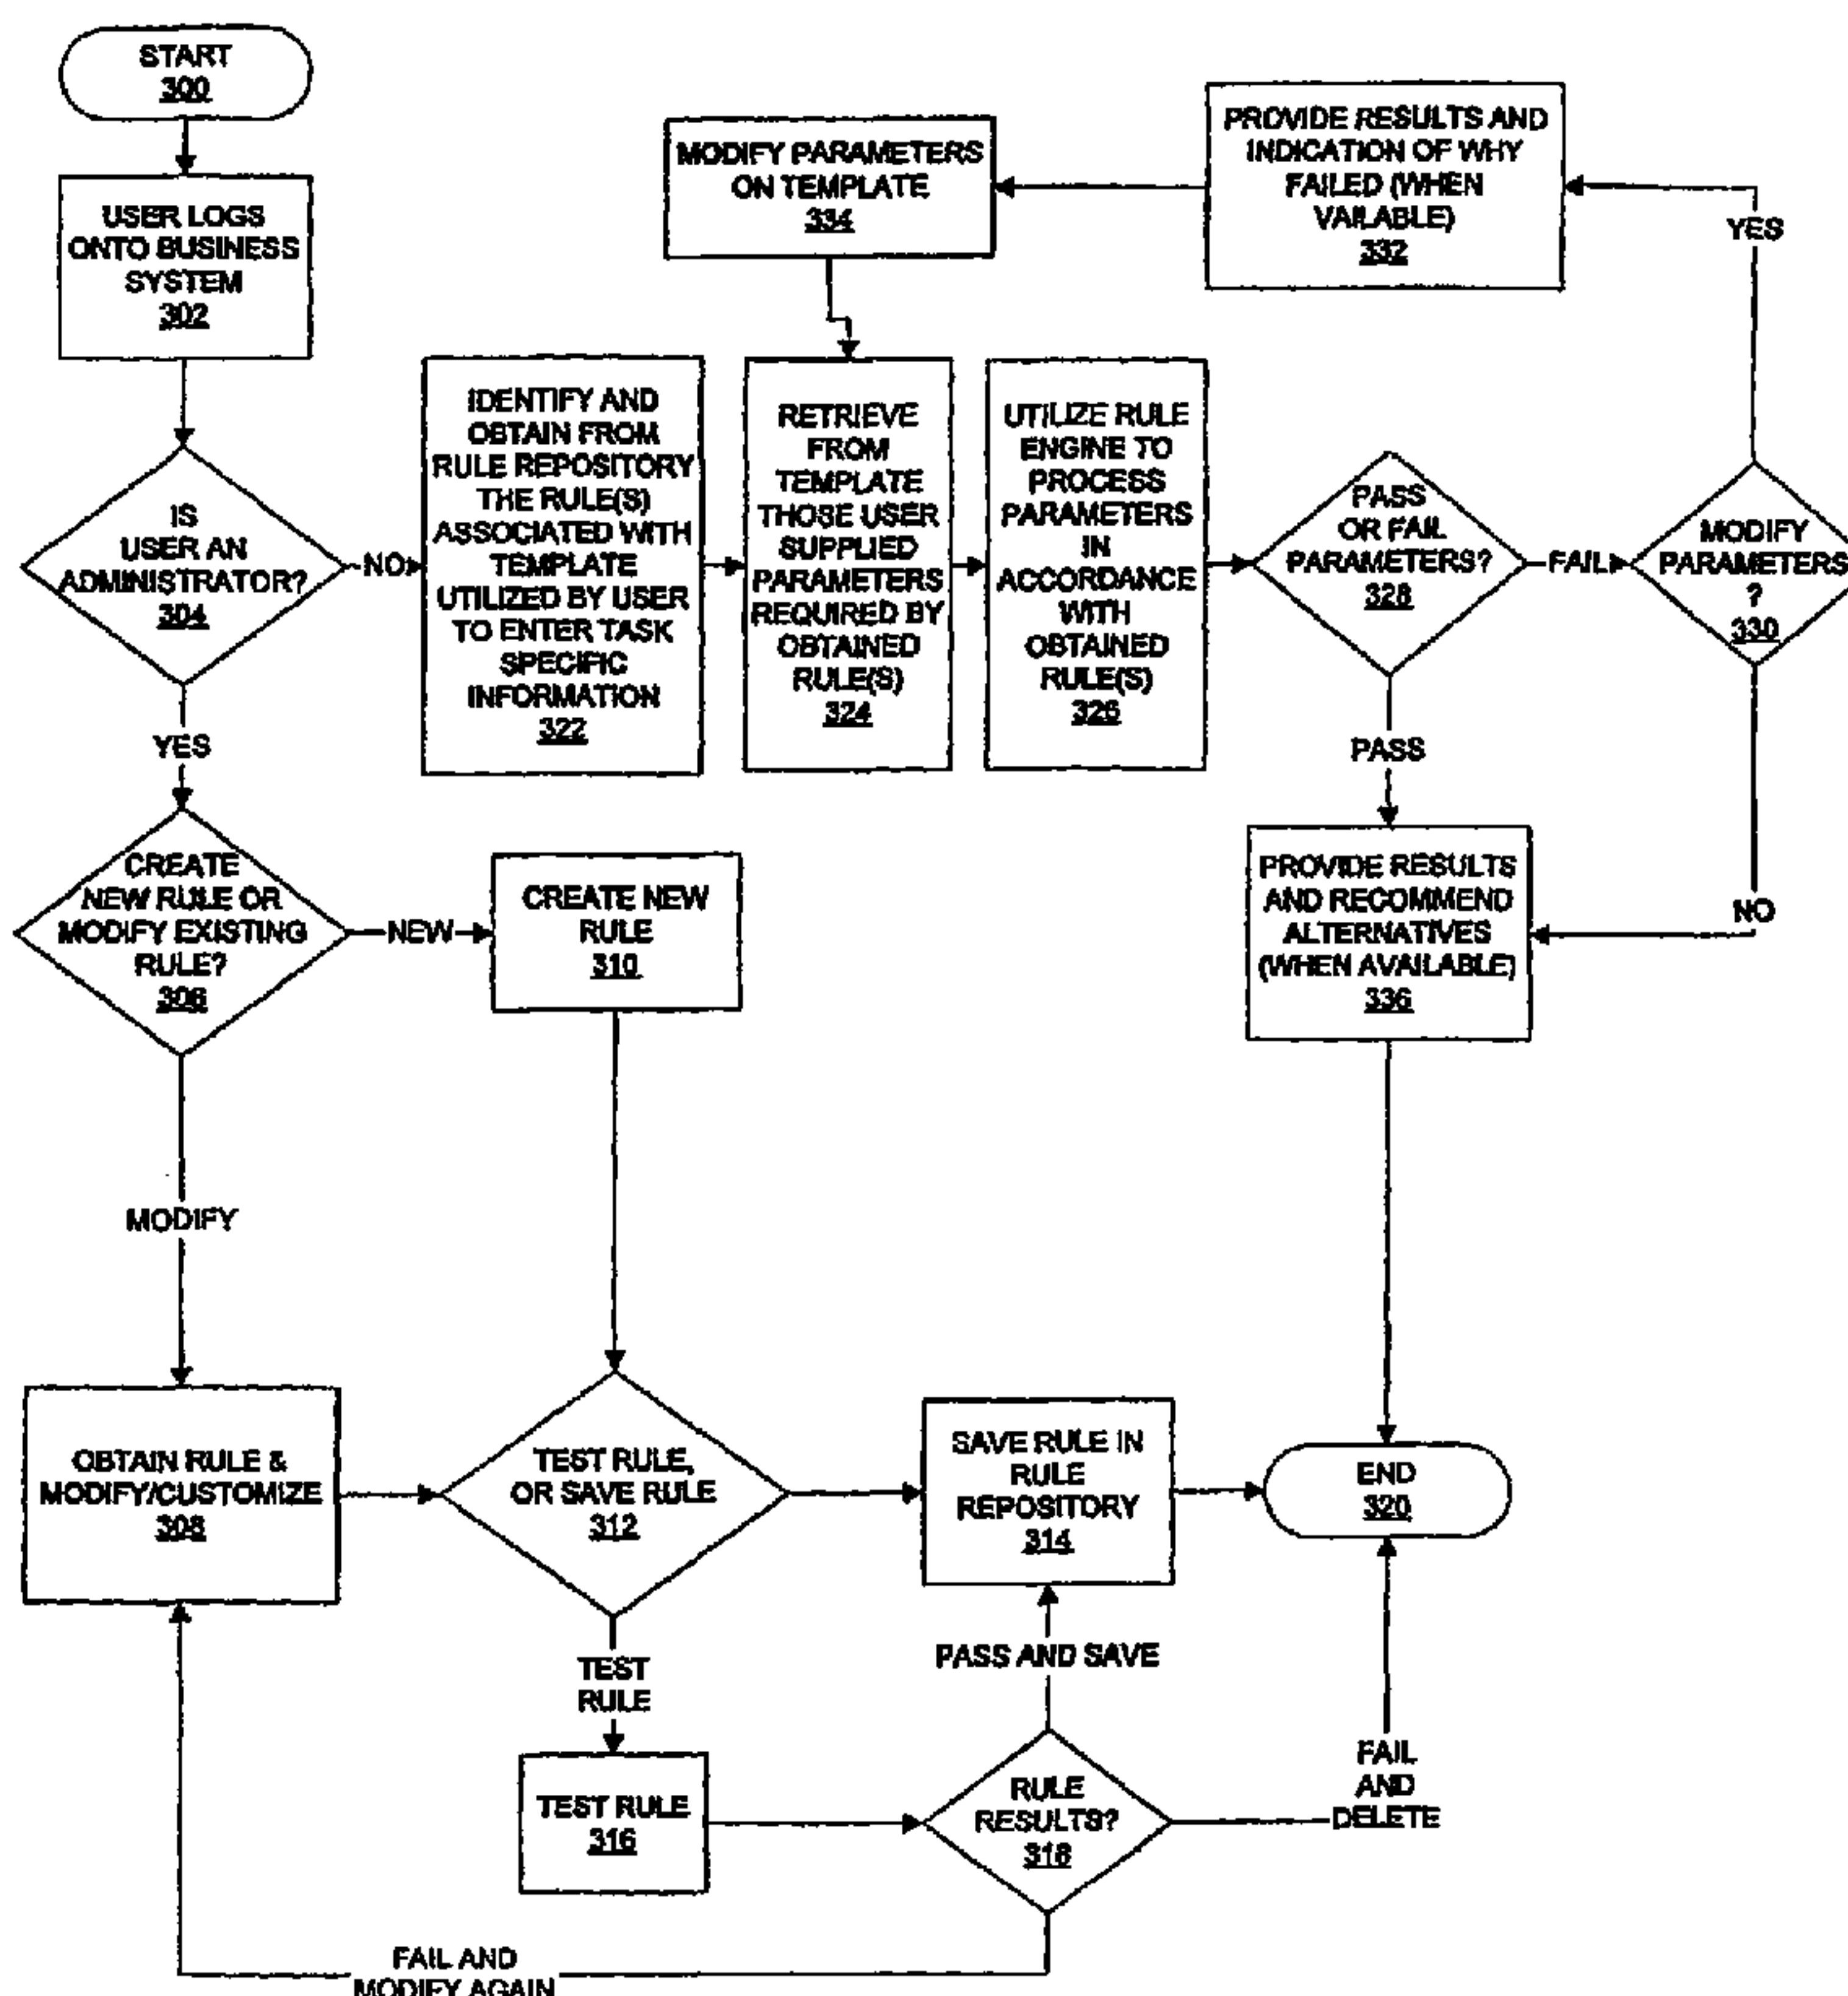 START
300
USER LOGS
ONTO BUSINESS
SYSTEM
302
IS
USER AN
ADMINISTRATOR?
304
NO
YES
IDENTIFY AND
OBTAIN FROM
RULE REPOSITORY
THE RULE(S)
ASSOCIATED WITH
TEMPLATE
UTILIZED BY USER
TO ENTER TASK
SPECIFIC
INFORMATION
322
RETRIEVE
FROM
TEMPLATE
THOSE USER
SUPPLIED
PARAMETERS
REQUIRED BY
OBTAINED
RULE(S)
324
UTILIZE RULE
ENGINE TO
PROCESS
PARAMETERS
IN
ACCORDANCE
WITH
OBTAINED
RULE(S)
326
PASS
OR FAIL
PARAMETERS?
328
FAIL
PASS
MODIFY
PARAMETERS
?
330
YES
NO
PROVIDE RESULTS AND
INDICATION OF WHY
FAILED (WHEN
VAILABLE)
332
MODIFY PARAMETERS
ON TEMPLATE
334
PROVIDE RESULTS
AND RECOMMEND
ALTERNATIVES
(WHEN AVAILABLE)
336
CREATE
NEW RULE OR
MODIFY EXISTING
RULE?
306
NEW
MODIFY
CREATE NEW
RULE
310
OBTAIN RULE &
MODIFY/CUSTOMIZE
308
TEST RULE,
OR SAVE RULE
312
SAVE RULE IN
RULE
REPOSITORY
314
END
320
TEST
RULE
PASS AND SAVE
TEST RULE
316
RULE
RESULTS?
318
FAIL
AND
DELETE
FAIL AND
MODIFY AGAIN